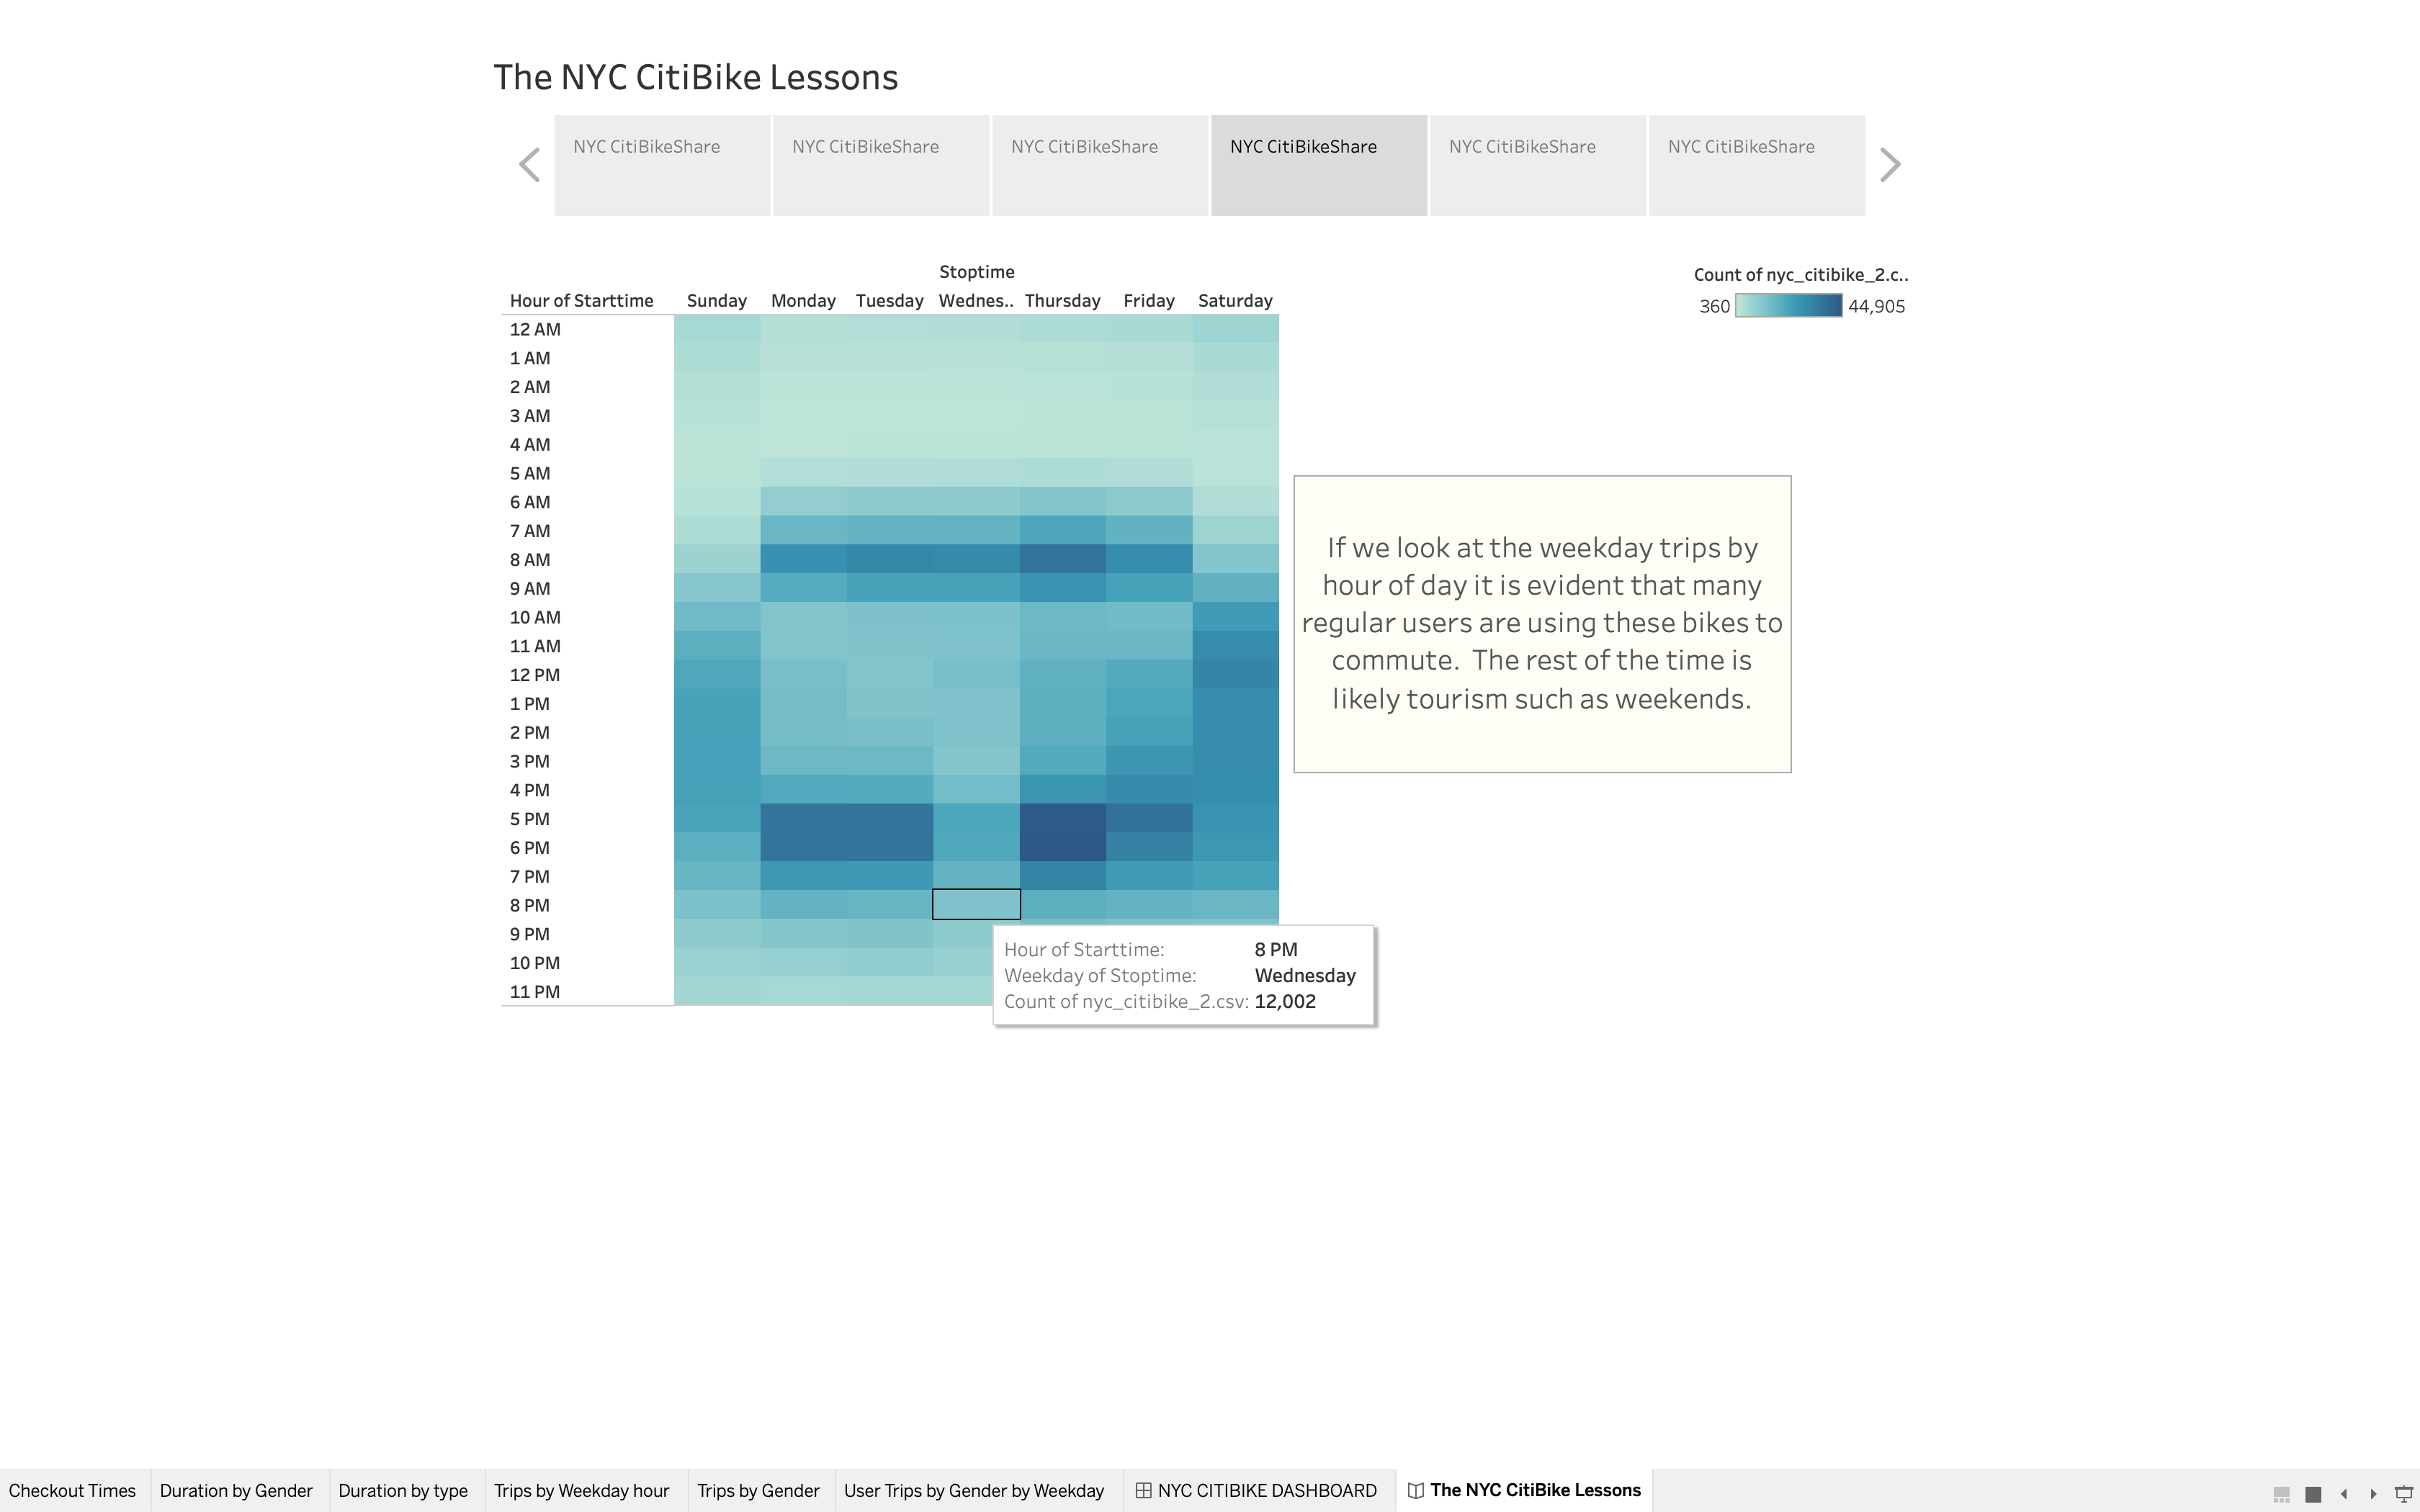 The NYC CitiBike Lessons
NYC CitiBikeShare
NYC CitiBikeShare
NYC CitiBikeShare
NYC CitiBikeShare
NYC CitiBikeShare
NYC CitiBikeShare
Stoptime
Hour of Starttime Sunday Monday Tuesday Wednes.. Thursday Friday Saturday
12 AM
1 AM
2 AM
3 AM
4 AM
5 AM
6 AM
7 AM
8 AM
9 AM
10 AM
11 AM
12 PM
1 PM
2 PM
3 PM
4 PM
5 PM
6 PM
7 PM
8 PM
9 PM
10 PM
11 PM
Count of nyc_citibike_2.c..
360 44,905
If we look at the weekday trips by
hour of day it is evident that many
regular users are using these bikes to
commute.  The rest of the time is
likely tourism such as weekends.
Hour of Starttime: 8 PM
Weekday of Stoptime: Wednesday
Count of nyc_citibike_2.csv: 12,002
Checkout Times
Duration by Gender
Duration by type
Trips by Weekday hour
Trips by Gender
User Trips by Gender by Weekday
NYC CITIBIKE DASHBOARD
The NYC CitiBike Lessons